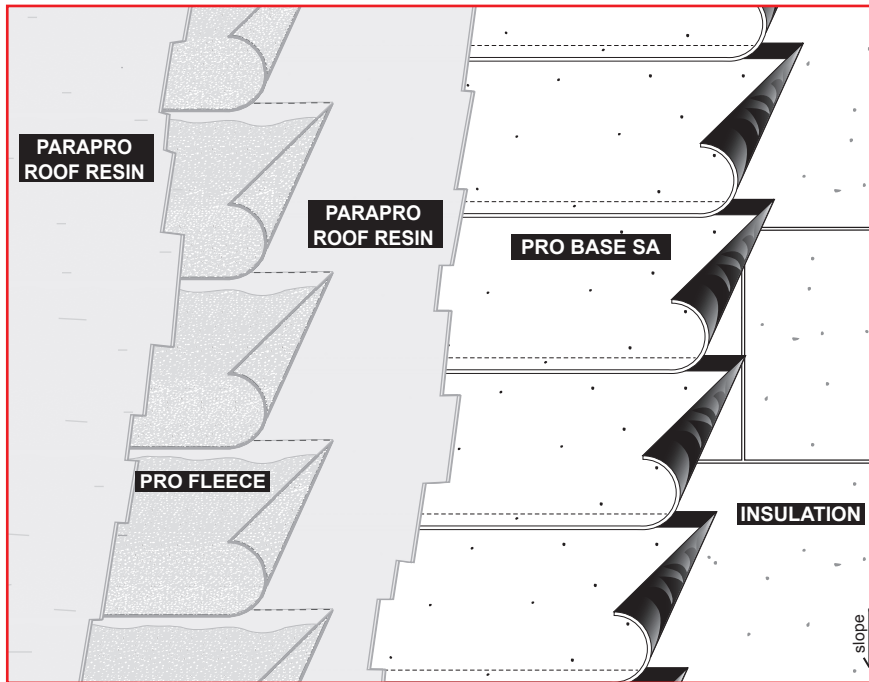 PARAPRO
ROOF RESIN
PARAPRO
ROOF RESIN
PRO BASE SA
PRO FLEECE
INSULATION
slope